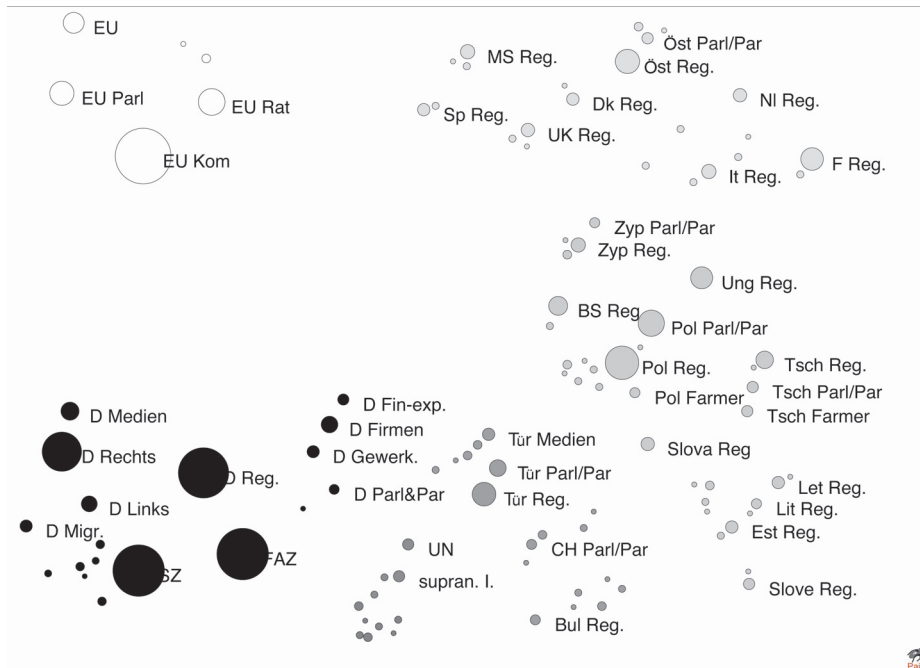 EU
EU Parl
EU Rat
EU Kom
MS Reg.
Öst Parl/Par
Öst Reg.
Sp Reg.
Dk Reg.
Nl Reg.
UK Reg.
It Reg.
F Reg.
Zyp Parl/Par
Zyp Reg.
Ung Reg.
BS Reg
Pol Parl/Par
Pol Reg.
Tsch Reg.
Pol Farmer
Tsch Parl/Par
Tsch Farmer
D Medien
D Fin-exp.
D Firmen
D Rechts
D Gewerk.
D Reg.
D Parl&Par
D Links
D Migr.
SZ
FAZ
Tür Medien
Tür Parl/Par
Tür Reg.
Slova Reg
Let Reg.
Lit Reg.
Est Reg.
UN
CH Parl/Par
supran. I.
Slove Reg.
Bul Reg.